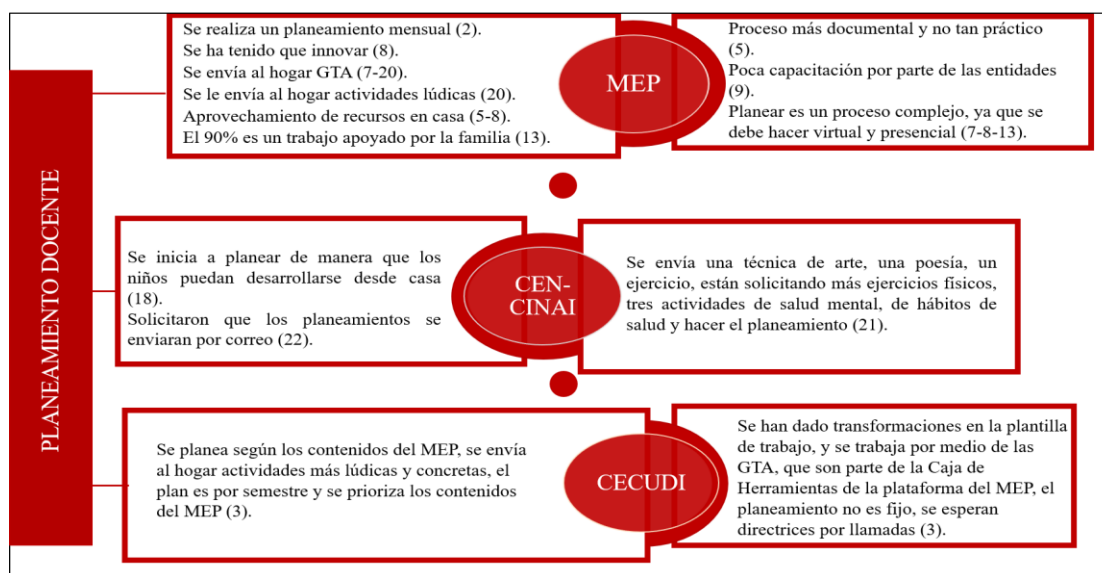 PLANEAMIENTO DOCENTE
Se realiza un planeamiento mensual (2).
Se ha tenido que innovar (8).
Se envía al hogar GTA (7-20).
Se le envía al hogar actividades lúdicas (20).
Aprovechamiento de recursos en casa (5-8).
El 90% es un trabajo apoyado por la familia (13).
MEP
Proceso más documental y no tan práctico
(5).
Poca capacitación por parte de las entidades
(9).
Planear es un proceso complejo, ya que se
debe hacer virtual y presencial (7-8-13).
Se inicia a planear de manera que los
niños puedan desarrollarse desde casa
(18).
Solicitaron que los planeamientos se
enviaran por correo (22).
CEN-
CINAI
Se envía una técnica de arte, una poesía, un
ejercicio, están solicitando más ejercicios físicos,
tres actividades de salud mental, de hábitos de
salud y hacer el planeamiento (21).
Se planea según los contenidos del MEP, se envía
al hogar actividades más lúdicas y concretas, el
plan es por semestre y se prioriza los contenidos
del MEP (3).
CECUDI
Se han dado transformaciones en la plantilla
de trabajo, y se trabaja por medio de las
GTA, que son parte de la Caja de
Herramientas de la plataforma del MEP, el
planeamiento no es fijo, se esperan
directrices por llamadas (3).